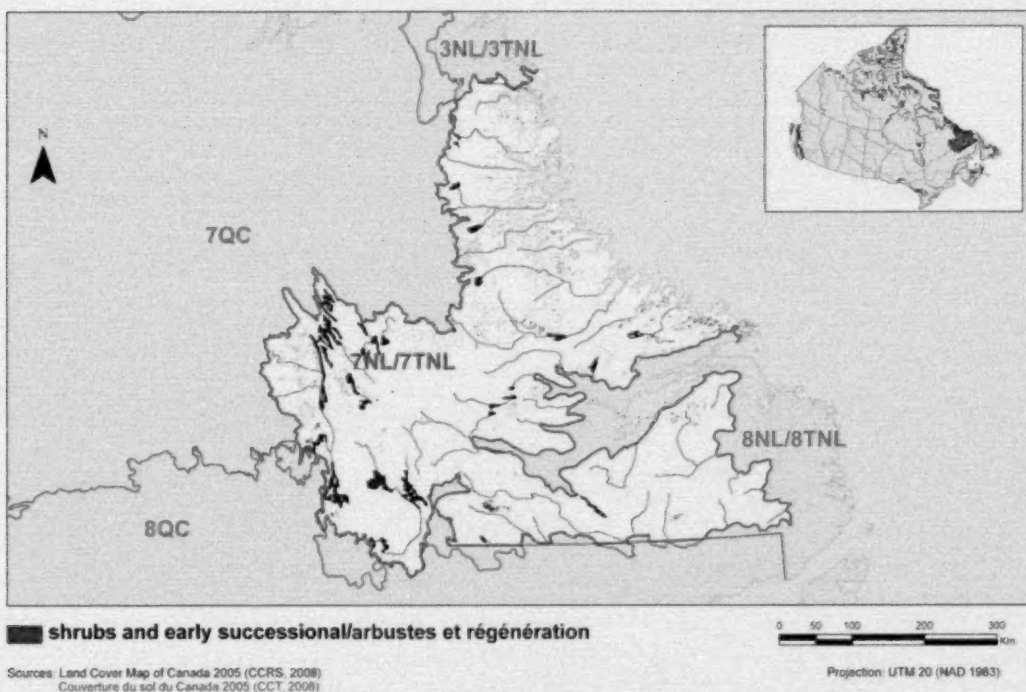 3NL/3TNL
N
7QC
7NL/7TNL
8NL/8TNL
8QC
shrubs and early successional/arbustes et régénération
0 50 100 200 300
Km
Sources: Land Cover Map of Canada 2005 (CCRS, 2008)
Couverture du sol du Canada 2005 (CCT, 2008)
Projection: UTM 20 (NAD 1983)